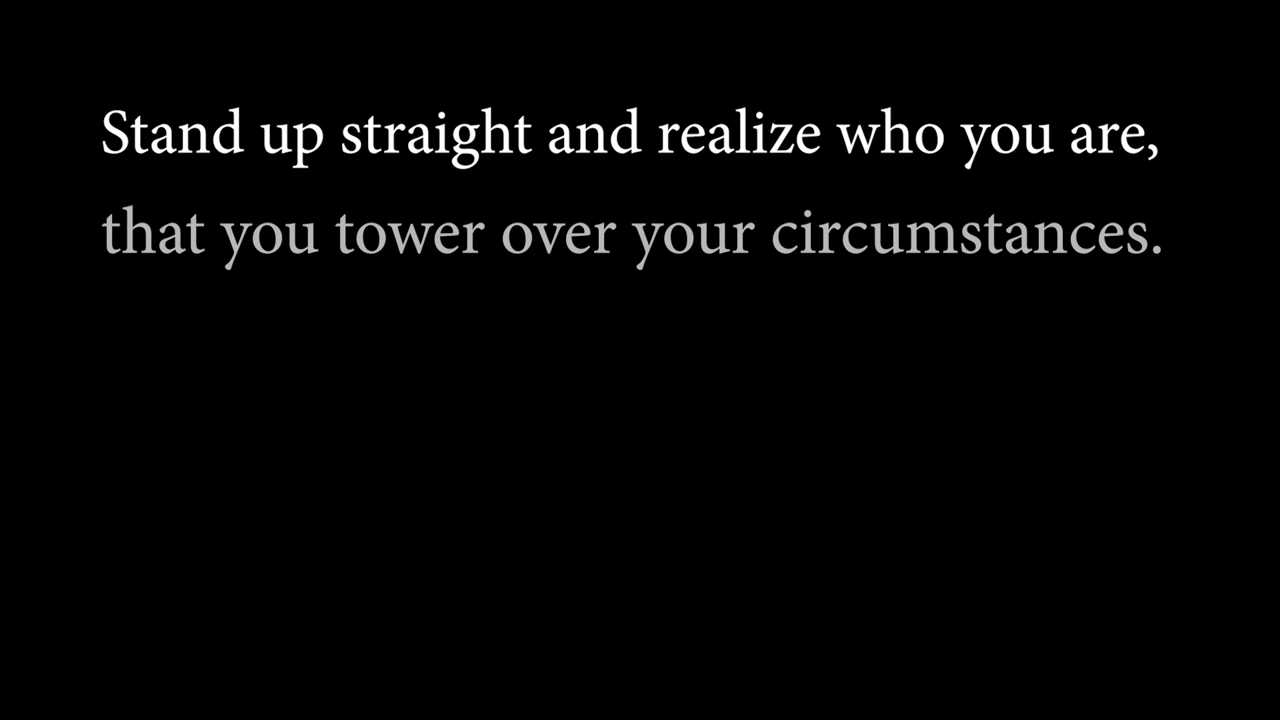 Stand up straight and realize who you are,
that you tower over your circumstances.